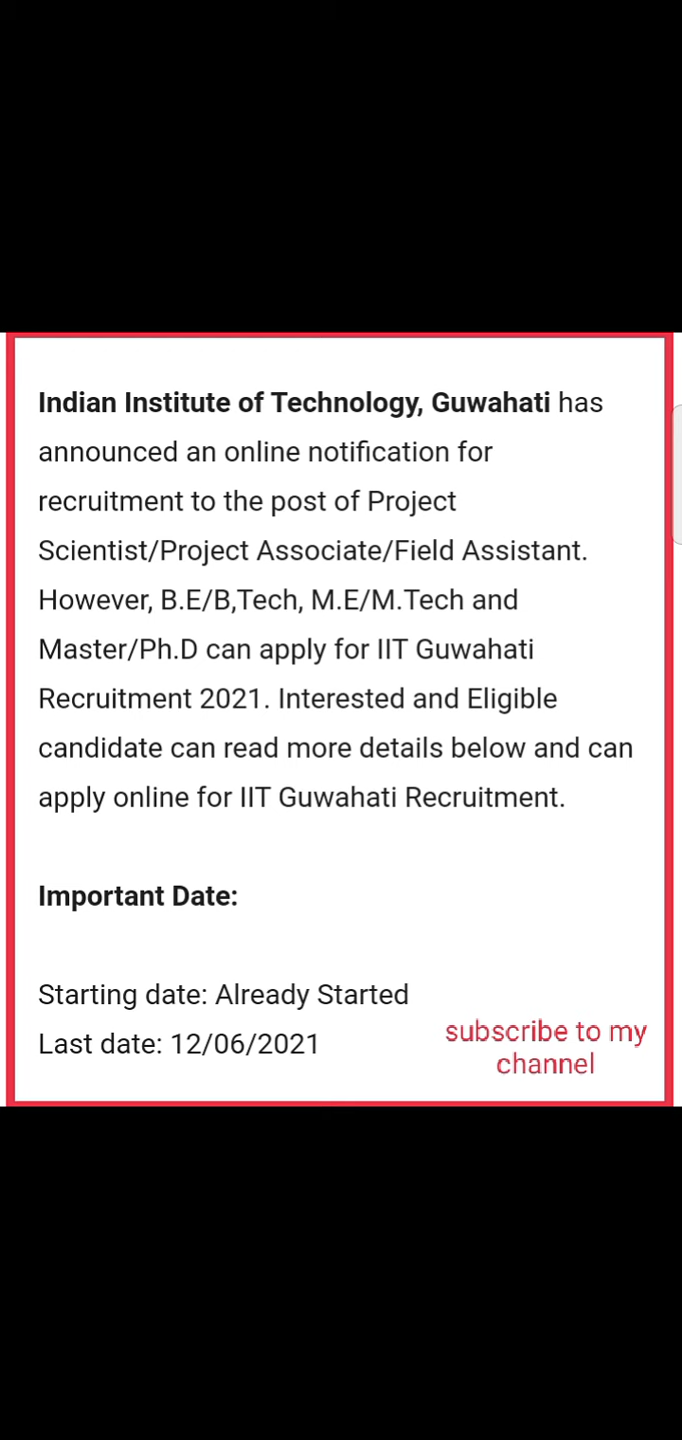 Indian Institute of Technology, Guwahati has
announced an online notification for
recruitment to the post of Project
Scientist/Project Associate/Field Assistant.
However, B.E/B,Tech, M.E/M.Tech and
Master/Ph.D can apply for IIT Guwahati
Recruitment 2021. Interested and Eligible
candidate can read more details below and can
apply online for IIT Guwahati Recruitment.
Important Date:
Starting date: Already Started
Last date: 12/06/2021
subscribe to my
channel